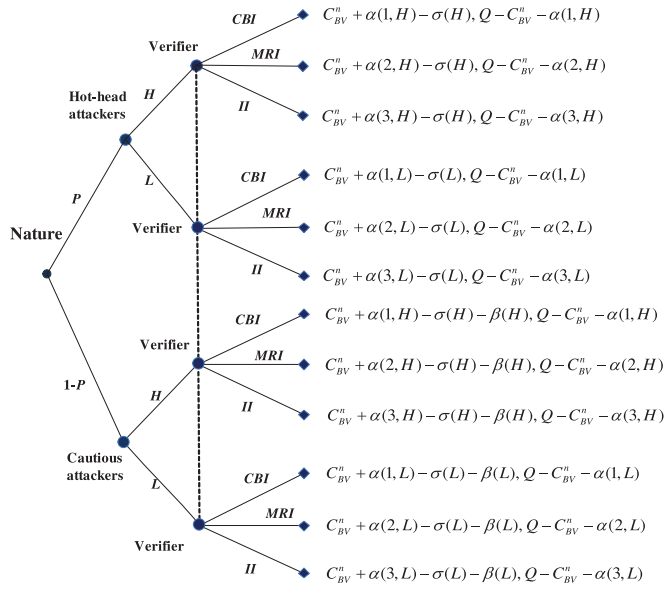 CBI
C^n_{BV} + α(1, H) − σ(H), Q − C^n_{BV} − α(1, H)
Verifier
MRI
C^n_{BV} + α(2, H) − σ(H), Q − C^n_{BV} − α(2, H)
Hot-head
attackers
H
II
C^n_{BV} + α(3, H) − σ(H), Q − C^n_{BV} − α(3, H)
L
CBI
C^n_{BV} + α(1, L) − σ(L), Q − C^n_{BV} − α(1, L)
P
Verifier
MRI
C^n_{BV} + α(2, L) − σ(L), Q − C^n_{BV} − α(2, L)
Nature
II
C^n_{BV} + α(3, L) − σ(L), Q − C^n_{BV} − α(3, L)
CBI
C^n_{BV} + α(1, H) − σ(H) − β(H), Q − C^n_{BV} − α(1, H)
Verifier
MRI
C^n_{BV} + α(2, H) − σ(H) − β(H), Q − C^n_{BV} − α(2, H)
1-P
H
II
C^n_{BV} + α(3, H) − σ(H) − β(H), Q − C^n_{BV} − α(3, H)
Cautious
attackers
L
CBI
C^n_{BV} + α(1, L) − σ(L) − β(L), Q − C^n_{BV} − α(1, L)
MRI
C^n_{BV} + α(2, L) − σ(L) − β(L), Q − C^n_{BV} − α(2, L)
Verifier
II
C^n_{BV} + α(3, L) − σ(L) − β(L), Q − C^n_{BV} − α(3, L)